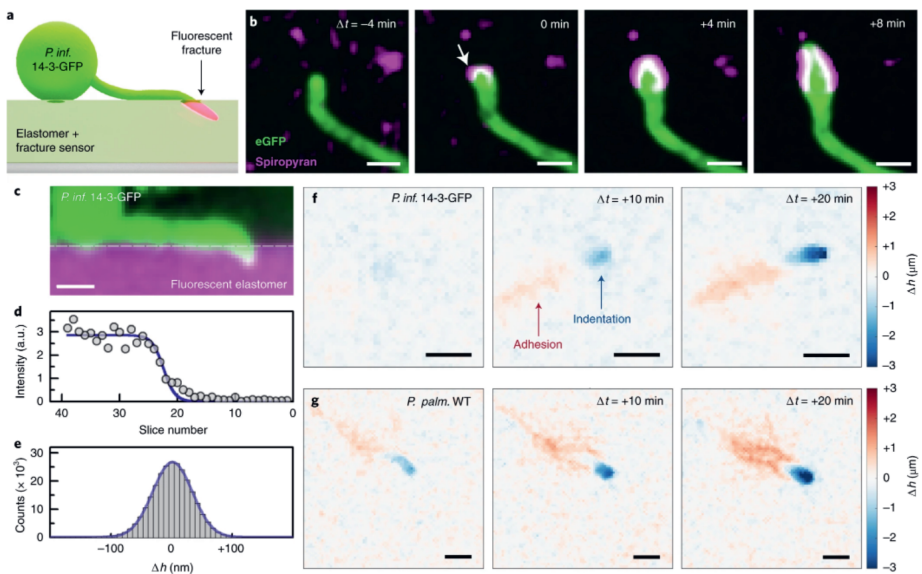 a
P. inf.
14-3-GFP
Fluorescent
fracture
Elastomer +
fracture sensor
b
Δt = −4 min
eGFP
Spiropyran
0 min
+4 min
+8 min
c
P. inf. 14-3-GFP
Fluorescent elastomer
d
Intensity (a.u.)
3
2
1
0
40
30
20
10
0
Slice number
e
Counts (× 10³)
30
20
10
0
−100
0
+100
Δh (nm)
f
P. inf. 14-3-GFP
Δt = +10 min
Adhesion
Indentation
Δt = +20 min
+3
+2
+1
0
−1
−2
−3
Δh (μm)
g
P. palm. WT
Δt = +10 min
Δt = +20 min
+3
+2
+1
0
−1
−2
−3
Δh (μm)